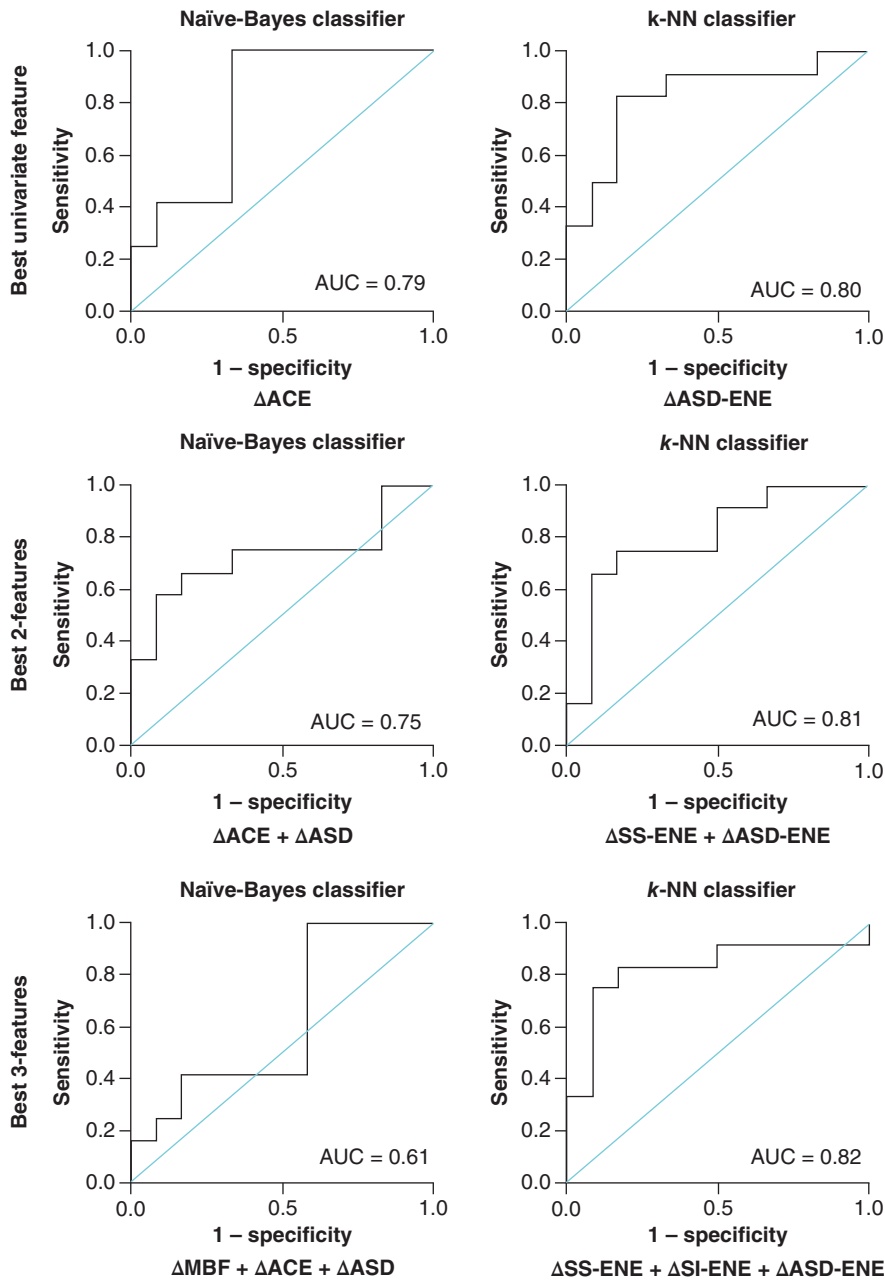 Naïve-Bayes classifier
k-NN classifier
Best univariate feature
Sensitivity
1.0
0.8
0.6
0.4
0.2
0.0
AUC = 0.79
0.0 0.5 1.0
1 – specificity
ΔACE
Sensitivity
1.0
0.8
0.6
0.4
0.2
0.0
AUC = 0.80
0.0 0.5 1.0
1 – specificity
ΔASD-ENE
Naïve-Bayes classifier
k-NN classifier
Best 2-features
Sensitivity
1.0
0.8
0.6
0.4
0.2
0.0
AUC = 0.75
0.0 0.5 1.0
1 – specificity
ΔACE + ΔASD
Sensitivity
1.0
0.8
0.6
0.4
0.2
0.0
AUC = 0.81
0.0 0.5 1.0
1 – specificity
ΔSS-ENE + ΔASD-ENE
Naïve-Bayes classifier
k-NN classifier
Best 3-features
Sensitivity
1.0
0.8
0.6
0.4
0.2
0.0
AUC = 0.61
0.0 0.5 1.0
1 – specificity
ΔMBF + ΔACE + ΔASD
Sensitivity
1.0
0.8
0.6
0.4
0.2
0.0
AUC = 0.82
0.0 0.5 1.0
1 – specificity
ΔSS-ENE + ΔSI-ENE + ΔASD-ENE